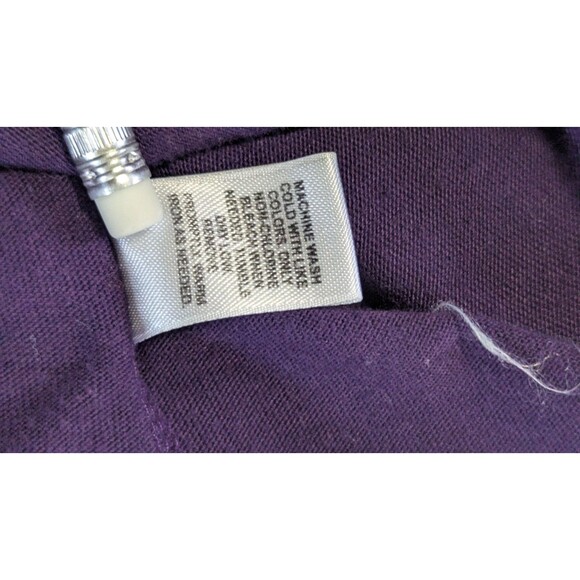 MACHINE WASH
COLD WITH LIKE
COLORS. ONLY
NON-CHLORINE
BLEACH WHEN
NEEDED. TUMBLE
DRY LOW.
REMOVE
WARM
IRON AS NEEDED.